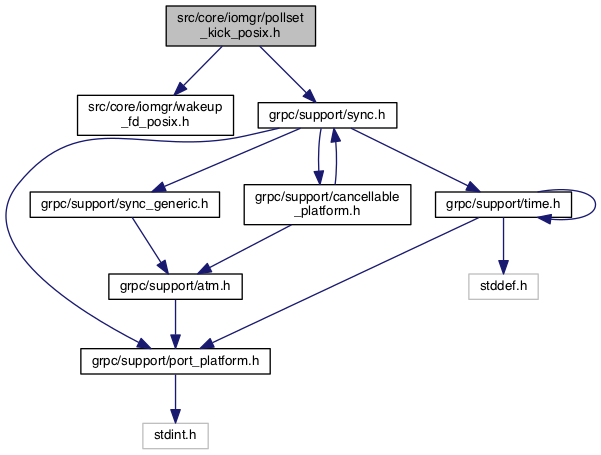 src/core/iomgr/pollset
_kick_posix.h
src/core/iomgr/wakeup
_fd_posix.h
grpc/support/sync.h
grpc/support/sync_generic.h
grpc/support/cancellable
_platform.h
grpc/support/time.h
grpc/support/atm.h
stddef.h
grpc/support/port_platform.h
stdint.h